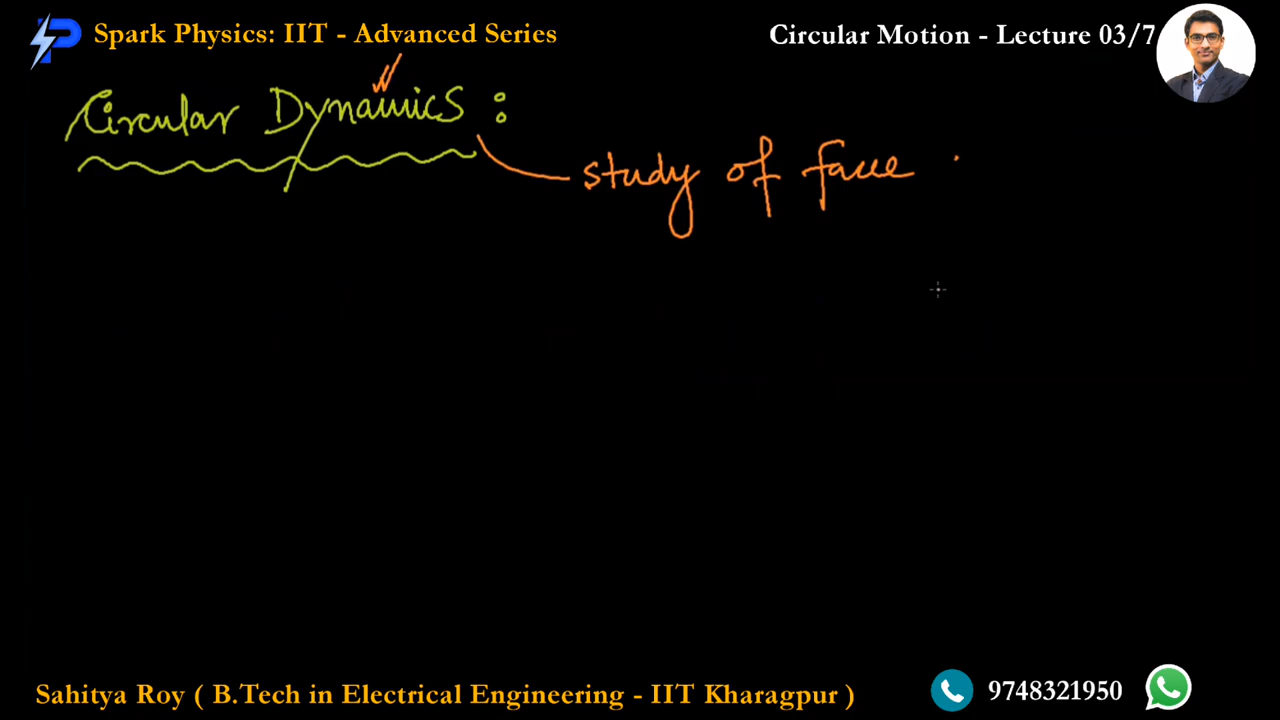 Spark Physics: IIT - Advanced Series
Circular Motion - Lecture 03/7
Circular Dynamics :
study of force .
Sahitya Roy ( B.Tech in Electrical Engineering - IIT Kharagpur )
9748321950